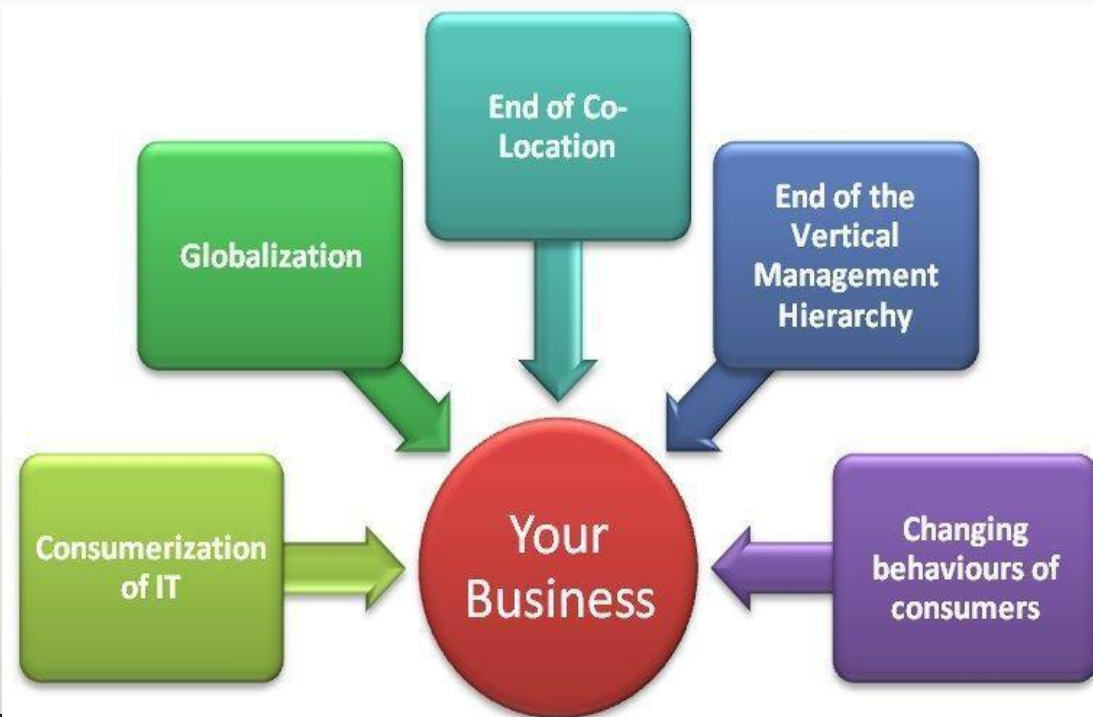 End of Co-
Location
Globalization
End of the
Vertical
Management
Hierarchy
Consumerization
of IT
Your
Business
Changing
behaviours of
consumers